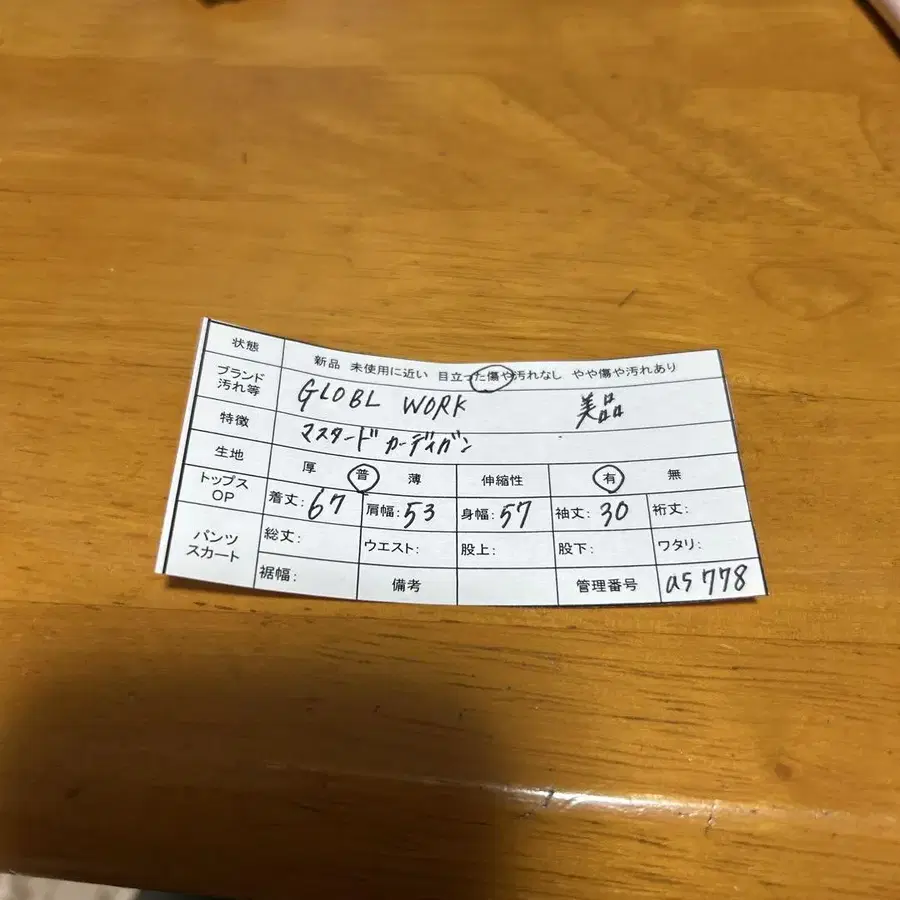 状態 新品 未使用に近い 目立った傷や汚れなし やや傷や汚れあり
ブランド 汚れ等 GLOBL WORK 美品
特徴 マスタード カーディガン
生地 厚 普 薄 伸縮性 有 無
トップス OP 着丈: 67 肩幅: 53 身幅: 57 袖丈: 30 裄丈:
パンツ スカート 総丈: ウエスト: 股上: 股下: ワタリ:
裾幅: 備考 管理番号 a5 778